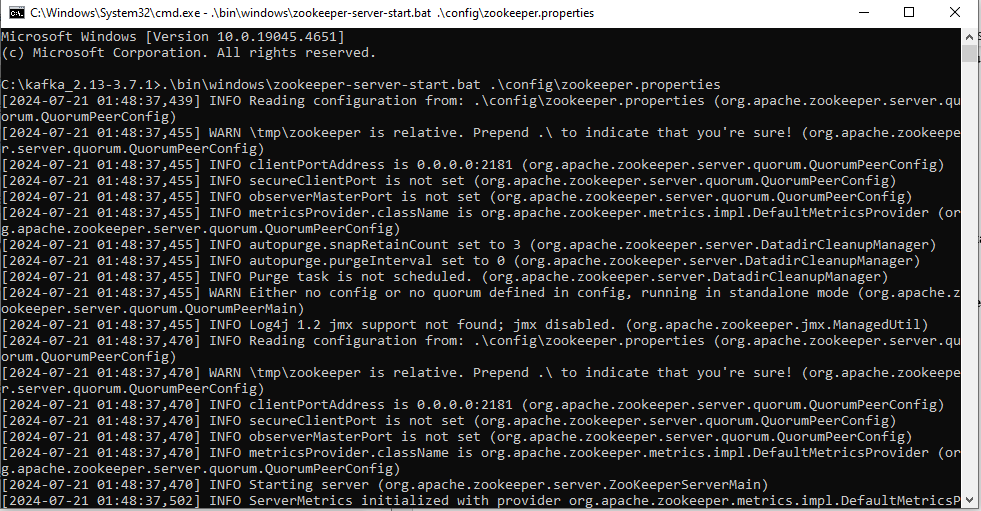 C:\Windows\System32\cmd.exe - .\bin\windows\zookeeper-server-start.bat .\config\zookeeper.properties
Microsoft Windows [Version 10.0.19045.4651]
(c) Microsoft Corporation. All rights reserved.
C:\kafka_2.13-3.7.1>.\bin\windows\zookeeper-server-start.bat .\config\zookeeper.properties
[2024-07-21 01:48:37,439] INFO Reading configuration from: .\config\zookeeper.properties (org.apache.zookeeper.server.qu
orum.QuorumPeerConfig)
[2024-07-21 01:48:37,455] WARN \tmp\zookeeper is relative. Prepend .\ to indicate that you're sure! (org.apache.zookeepe
r.server.quorum.QuorumPeerConfig)
[2024-07-21 01:48:37,455] INFO clientPortAddress is 0.0.0.0:2181 (org.apache.zookeeper.server.quorum.QuorumPeerConfig)
[2024-07-21 01:48:37,455] INFO secureClientPort is not set (org.apache.zookeeper.server.quorum.QuorumPeerConfig)
[2024-07-21 01:48:37,455] INFO observerMasterPort is not set (org.apache.zookeeper.server.quorum.QuorumPeerConfig)
[2024-07-21 01:48:37,455] INFO metricsProvider.className is org.apache.zookeeper.metrics.impl.DefaultMetricsProvider (or
g.apache.zookeeper.server.quorum.QuorumPeerConfig)
[2024-07-21 01:48:37,455] INFO autopurge.snapRetainCount set to 3 (org.apache.zookeeper.server.DatadirCleanupManager)
[2024-07-21 01:48:37,455] INFO autopurge.purgeInterval set to 0 (org.apache.zookeeper.server.DatadirCleanupManager)
[2024-07-21 01:48:37,455] INFO Purge task is not scheduled. (org.apache.zookeeper.server.DatadirCleanupManager)
[2024-07-21 01:48:37,455] WARN Either no config or no quorum defined in config, running in standalone mode (org.apache.z
ookeeper.server.quorum.QuorumPeerMain)
[2024-07-21 01:48:37,455] INFO Log4j 1.2 jmx support not found; jmx disabled. (org.apache.zookeeper.jmx.ManagedUtil)
[2024-07-21 01:48:37,470] INFO Reading configuration from: .\config\zookeeper.properties (org.apache.zookeeper.server.qu
orum.QuorumPeerConfig)
[2024-07-21 01:48:37,470] WARN \tmp\zookeeper is relative. Prepend .\ to indicate that you're sure! (org.apache.zookeepe
r.server.quorum.QuorumPeerConfig)
[2024-07-21 01:48:37,470] INFO clientPortAddress is 0.0.0.0:2181 (org.apache.zookeeper.server.quorum.QuorumPeerConfig)
[2024-07-21 01:48:37,470] INFO secureClientPort is not set (org.apache.zookeeper.server.quorum.QuorumPeerConfig)
[2024-07-21 01:48:37,470] INFO observerMasterPort is not set (org.apache.zookeeper.server.quorum.QuorumPeerConfig)
[2024-07-21 01:48:37,470] INFO metricsProvider.className is org.apache.zookeeper.metrics.impl.DefaultMetricsProvider (or
g.apache.zookeeper.server.quorum.QuorumPeerConfig)
[2024-07-21 01:48:37,470] INFO Starting server (org.apache.zookeeper.server.ZooKeeperServerMain)
[2024-07-21 01:48:37,502] INFO ServerMetrics initialized with provider org.apache.zookeeper.metrics.impl.DefaultMetricsP